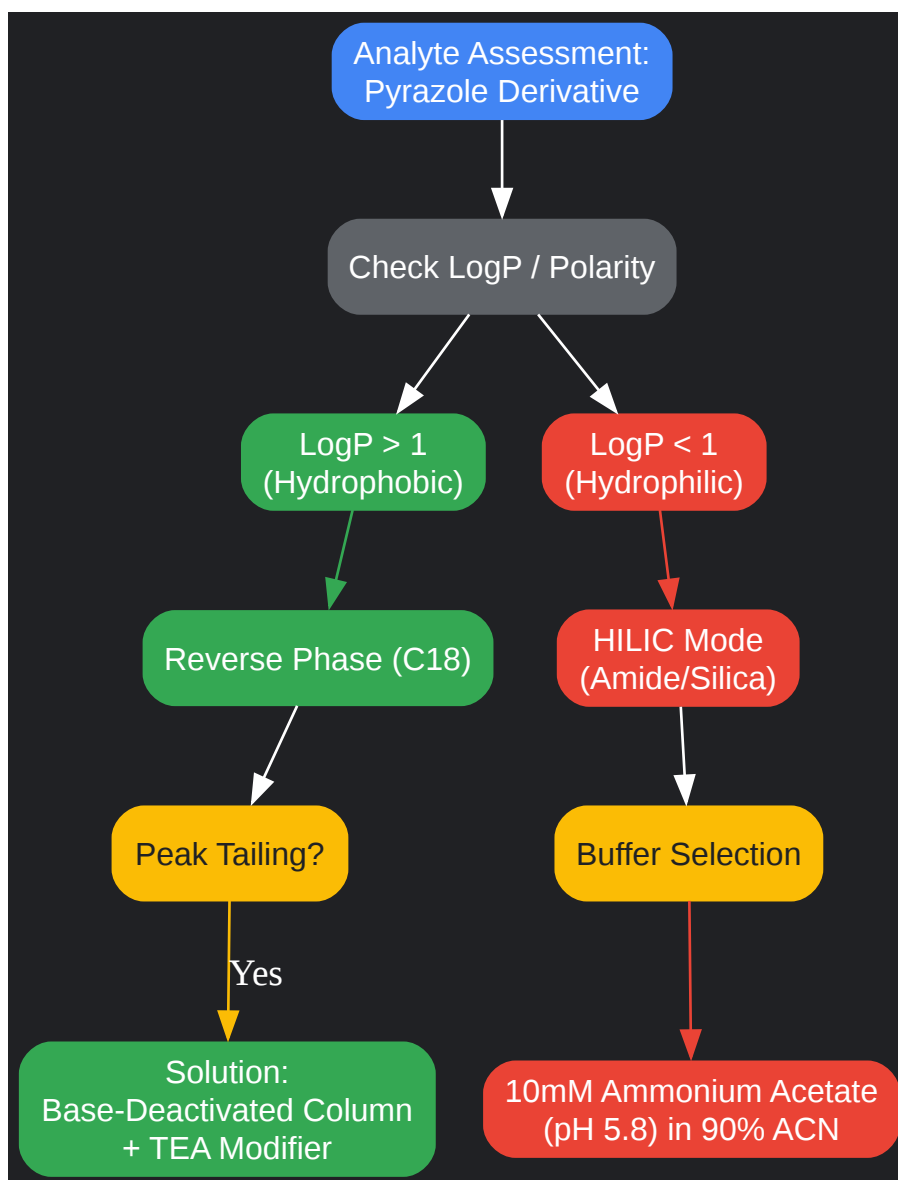 Analyte Assessment:
Pyrazole Derivative
Check LogP / Polarity
LogP > 1
(Hydrophobic)
LogP < 1
(Hydrophilic)
Reverse Phase (C18)
HILIC Mode
(Amide/Silica)
Peak Tailing?
Buffer Selection
Yes
Solution:
Base-Deactivated Column
+ TEA Modifier
10mM Ammonium Acetate
(pH 5.8) in 90% ACN